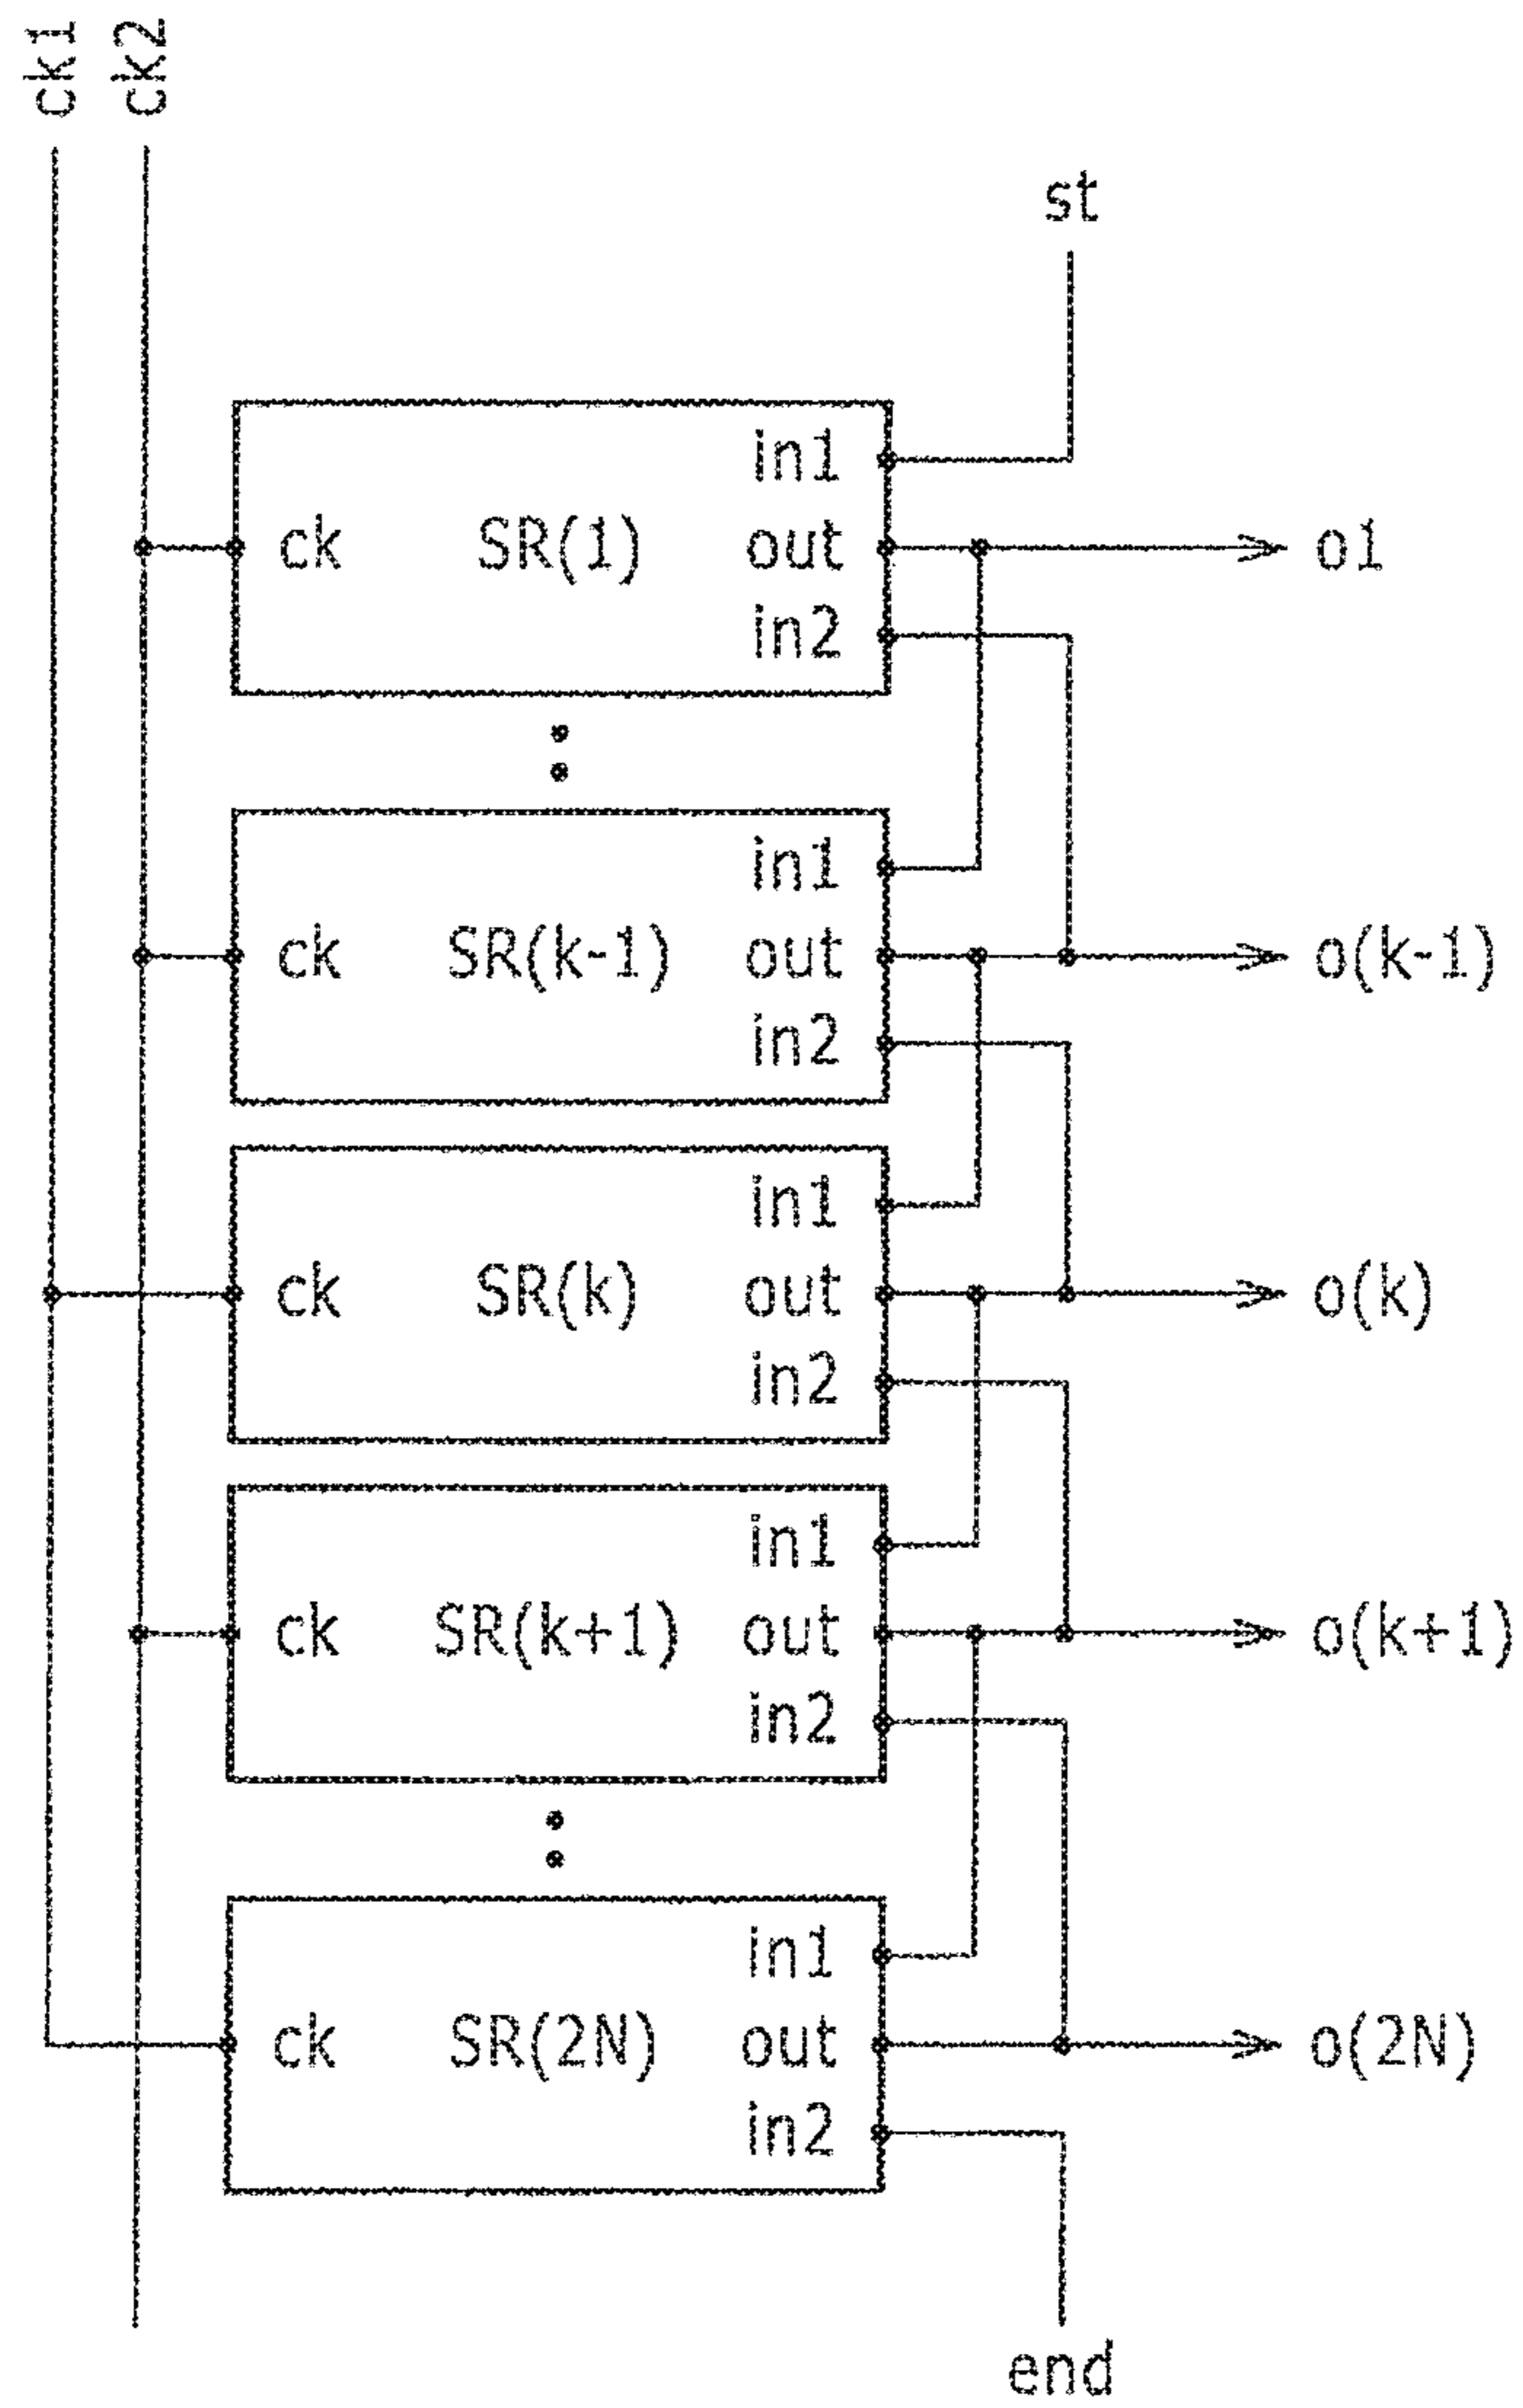 ck1
ck2
st
in1
ck SR(1) out o1
in2
in1
ck SR(k-1) out o(k-1)
in2
in1
ck SR(k) out o(k)
in2
in1
ck SR(k+1) out o(k+1)
in2
in1
ck SR(2N) out o(2N)
in2
end